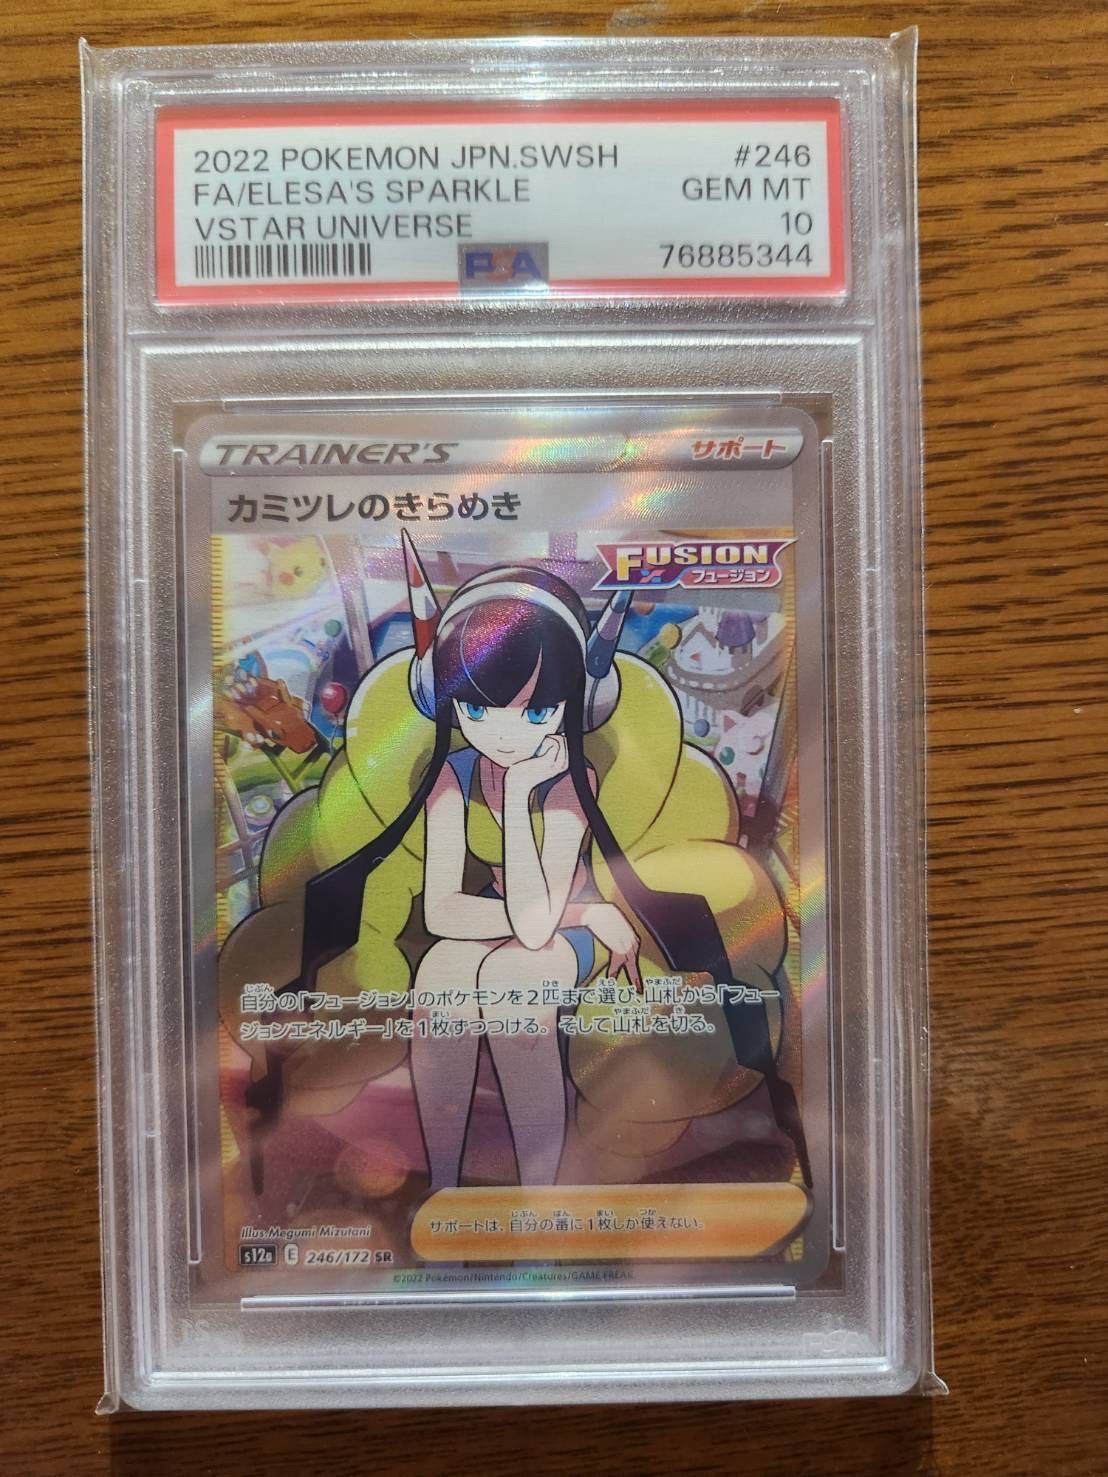 2022 POKEMON JPN.SWSH #246
FA/ELESA'S SPARKLE GEM MT
VSTAR UNIVERSE 10
PSA 76885344
TRAINER'S サポート
カミツレのきらめき
FUSION
フュージョン
自分の「フュージョン」のポケモンを2匹まで選び、山札から「フュー
ジョンエネルギー」を1枚ずつつける。そして山札を切る。
サポートは、自分の番に1枚しか使えない。
Illus. Megumi Mizutani
s12a E 246/172 SR
©2022 Pokémon/Nintendo/Creatures/GAME FREAK